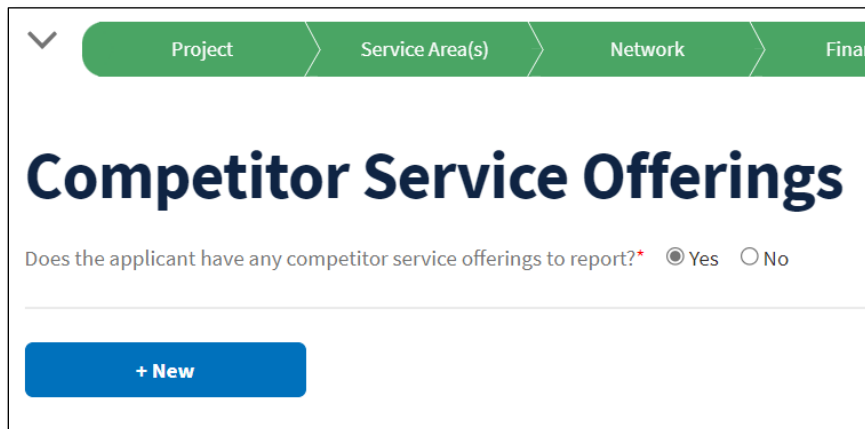 Project Service Area(s) Network Finan
Competitor Service Offerings
Does the applicant have any competitor service offerings to report?* Yes No
+ New